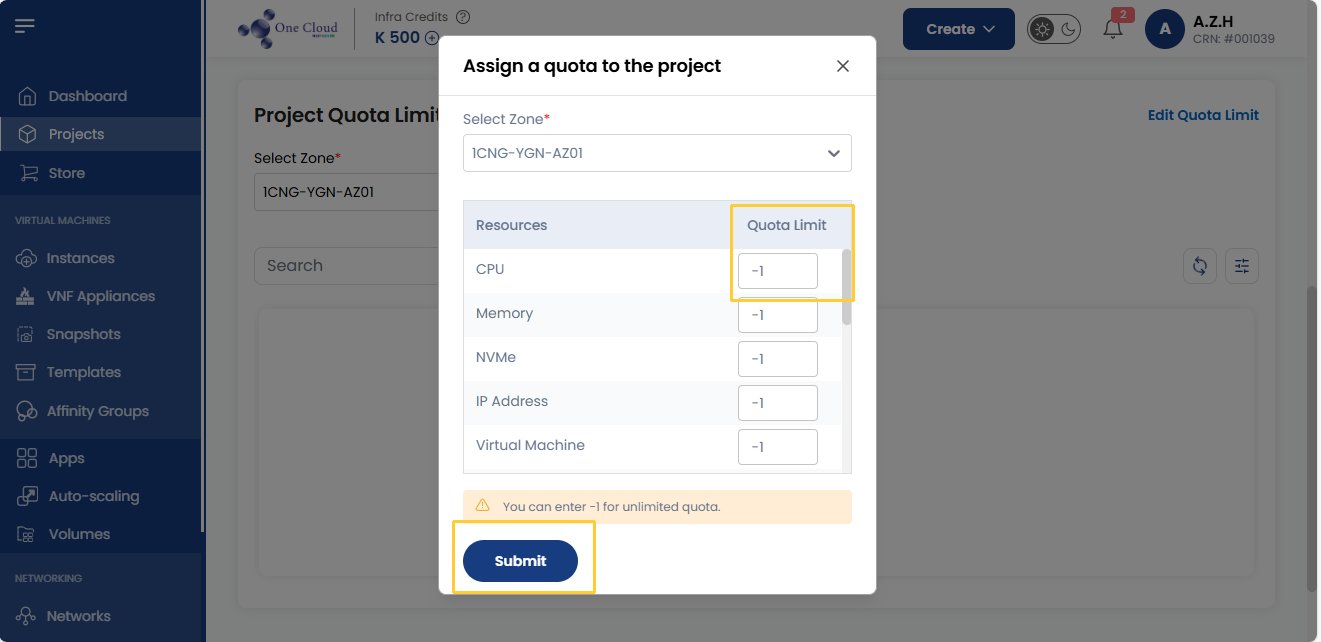 One Cloud
Infra Credits
K 500
Create
2
A
A.Z.H
CRN: #001039
Dashboard
Projects
Store
VIRTUAL MACHINES
Instances
VNF Appliances
Snapshots
Templates
Affinity Groups
Apps
Auto-scaling
Volumes
NETWORKING
Networks
Project Quota Limit
Edit Quota Limit
Select Zone*
1CNG-YGN-AZ01
Search
Assign a quota to the project
Select Zone*
1CNG-YGN-AZ01
Resources Quota Limit
CPU -1
Memory -1
NVMe -1
IP Address -1
Virtual Machine -1
You can enter -1 for unlimited quota.
Submit